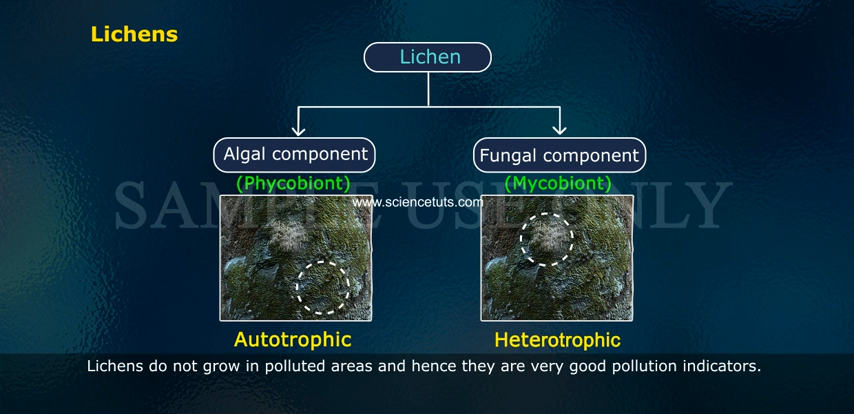 Lichens
Lichen
Algal component
Fungal component
(Phycobiont)
(Mycobiont)
SAMPLE USE ONLY
www.sciencetuts.com
Autotrophic
Heterotrophic
Lichens do not grow in polluted areas and hence they are very good pollution indicators.